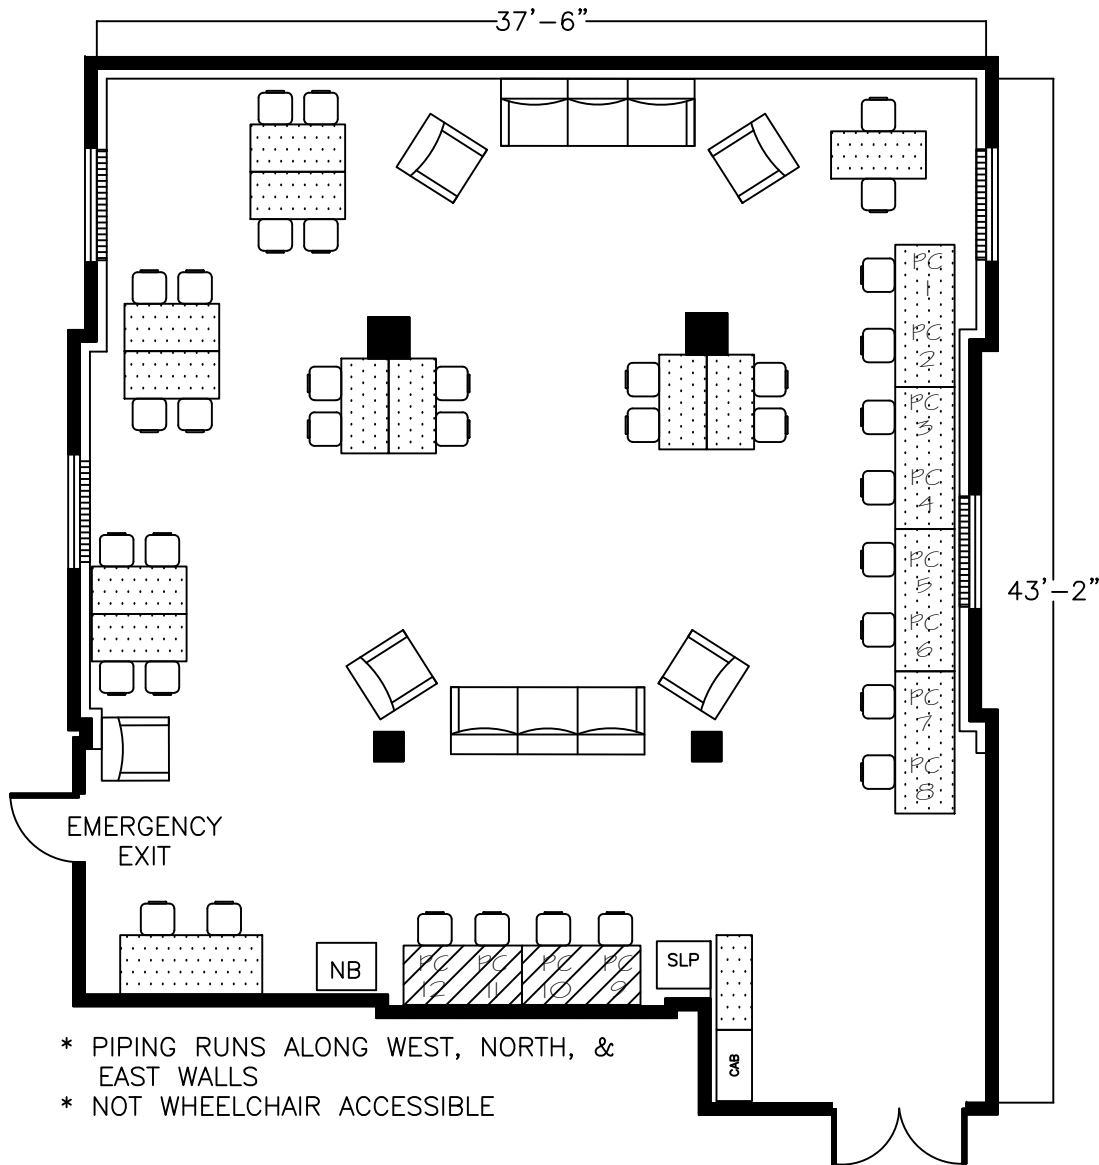 37'-6"
PC
1
PC
2
PC
3
PC
4
PC
5
43'-2"
PC
6
PC
7
PC
8
EMERGENCY
EXIT
NB
PC
12
PC
11
PC
10
PC
9
SLP
CAB
* PIPING RUNS ALONG WEST, NORTH, &
EAST WALLS
* NOT WHEELCHAIR ACCESSIBLE